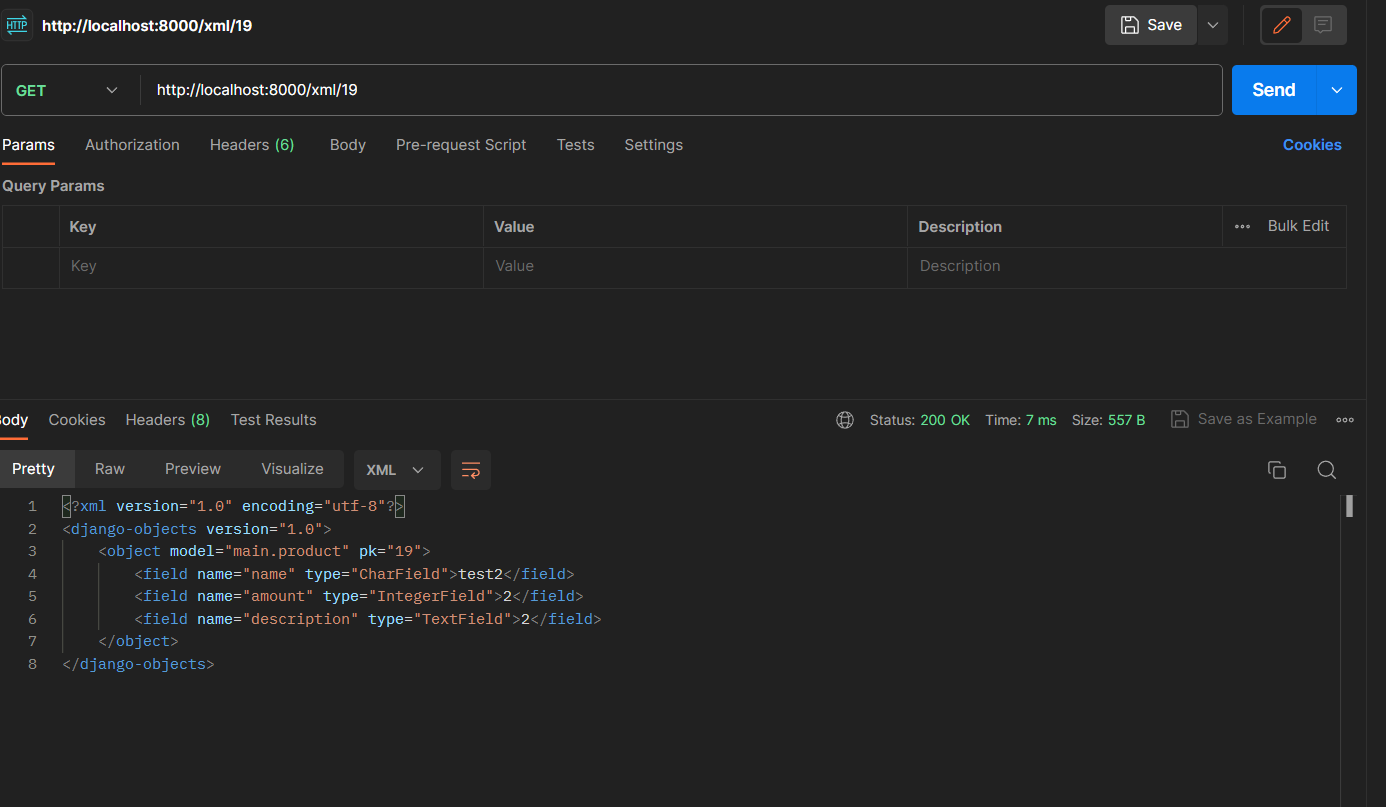 HTTP http://localhost:8000/xml/19 Save
GET http://localhost:8000/xml/19 Send
Params Authorization Headers (6) Body Pre-request Script Tests Settings Cookies
Query Params
Key Value Description Bulk Edit
Key Value Description
ody Cookies Headers (8) Test Results Status: 200 OK Time: 7 ms Size: 557 B Save as Example
Pretty Raw Preview Visualize XML
1 <?xml version="1.0" encoding="utf-8"?>
2 <django-objects version="1.0">
3 <object model="main.product" pk="19">
4 <field name="name" type="CharField">test2</field>
5 <field name="amount" type="IntegerField">2</field>
6 <field name="description" type="TextField">2</field>
7 </object>
8 </django-objects>